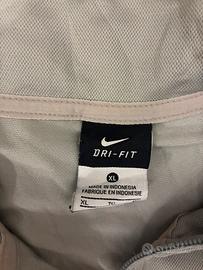 DRI-FIT
XL
MADE IN INDONESIA
FABRIQUE EN INDONESIE
XL